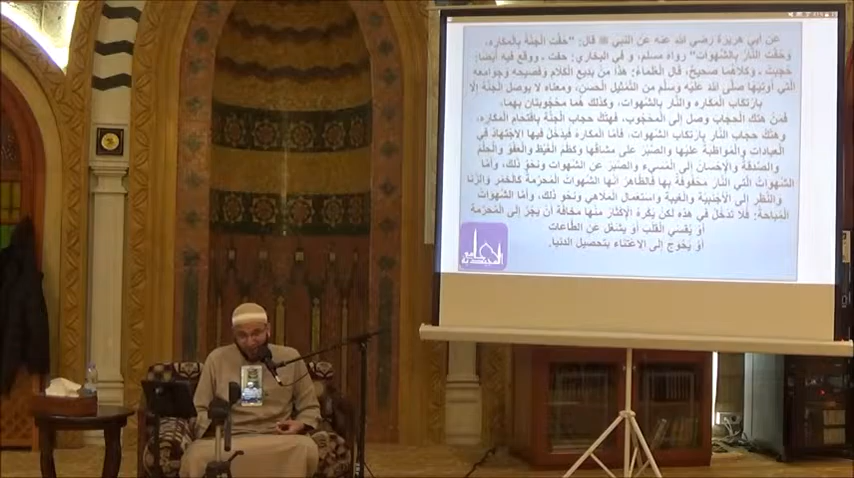 عن أبي هريرة رضي الله عنه عن النبي ﷺ قال: "حفت الجنة بالمكاره،
وحفت النار بالشهوات" رواه مسلم، و في البخاري: حفت ـ ووقع فيه أيضا:
حجبت ـ وكلاهما صحيح، قال العلماء: هذا من بديع الكلام وفصيحه وجوامعه
التي أوتيها صلى الله عليه وسلم من التمثيل الحسن، ومعناه لا يوصل الجنة إلا
بارتكاب المكاره والنار بالشهوات، وكذلك هما محجوبتان بهما،
فمن هتك الحجاب وصل إلى المحجوب، فهتك حجاب الجنة باقتحام المكاره،
وهتك حجاب النار بارتكاب الشهوات، فأما المكاره فيدخل فيها الاجتهاد في
العبادات والمواظبة عليها والصبر على مشاقها وكظم الغيظ والعفو والحلم
والصدقة والإحسان إلى المسيء والصبر عن الشهوات ونحو ذلك، وأما
الشهوات التي النار محفوفة بها فالظاهر أنها الشهوات المحرمة كالخمر والزنا
والنظر إلى الأجنبية والغيبة واستعمال الملاهي ونحو ذلك، وأما الشهوات
المباحة: فلا تدخل في هذه لكن يكره الإكثار منها مخافة أن يجر إلى المحرمة
أو يقسي القلب أو يشغل عن الطاعات
أو يحوج إلى الاعتناء بتحصيل الدنيا.